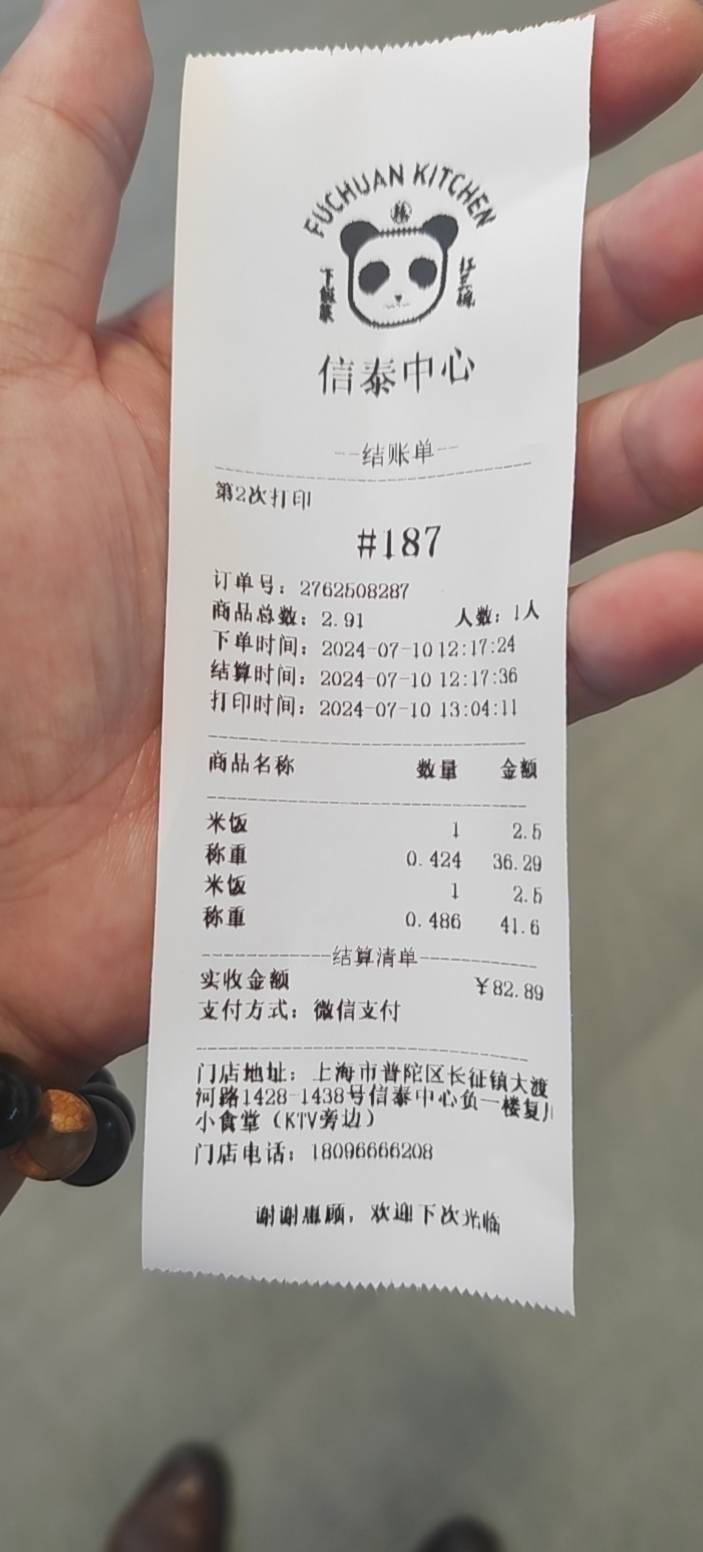 FUCHUAN KITCHEN
信泰中心
--结账单--
第2次打印
#187
订单号：2762508287
商品总数：2.91 人数：1人
下单时间：2024-07-10 12:17:24
结算时间：2024-07-10 12:17:36
打印时间：2024-07-10 13:04:11
商品名称 数量 金额
米饭 1 2.5
称重 0.424 36.29
米饭 1 2.5
称重 0.486 41.6
结算清单
实收金额 ￥82.89
支付方式：微信支付
门店地址：上海市普陀区长征镇大渡
河路1428-1438号信泰中心负一楼复
小食堂（KTV旁边）
门店电话：18096666208
谢谢惠顾，欢迎下次光临